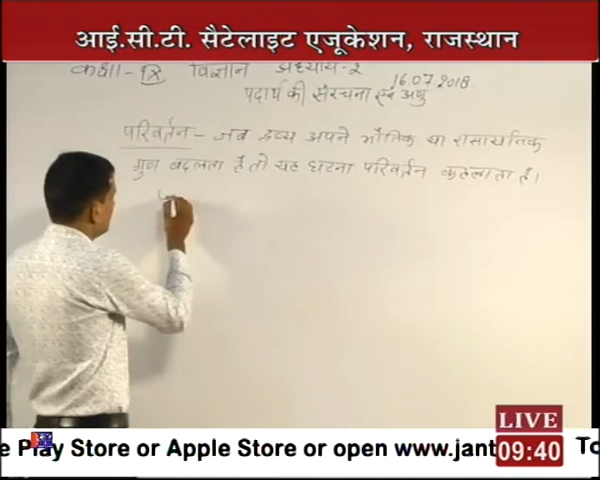 आई.सी.टी. सैटेलाइट एजूकेशन, राजस्थान
कक्षा - IX विज्ञान अध्याय-२
16.07.2018
पदार्थ की संरचना एवं अणु
परिवर्तन - जब द्रव्य अपने भौतिक या रासायनिक
गुण बदलता है तो यह घटना परिवर्तन कहलाता है।
LIVE
09:40
e Play Store or Apple Store or open www.jant
To